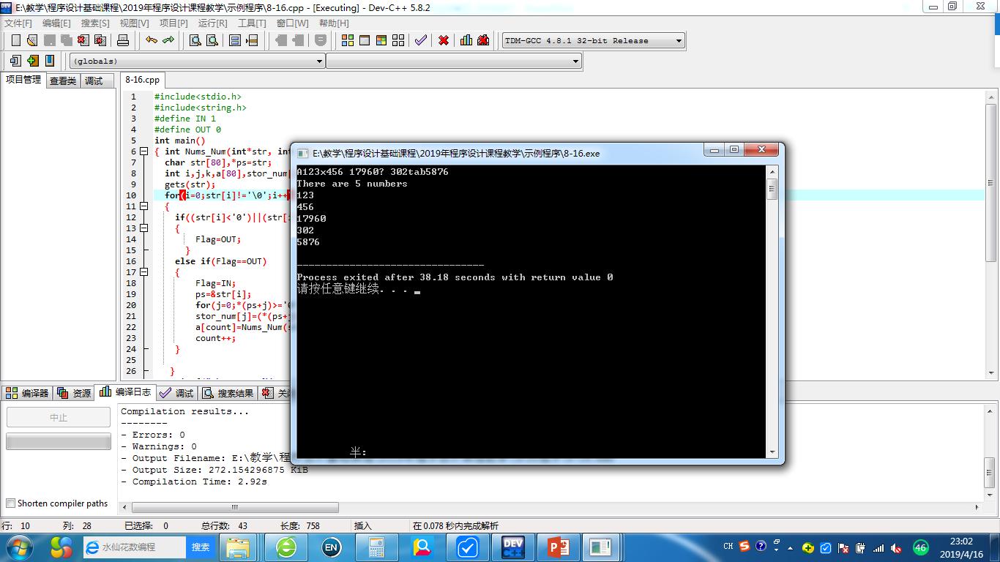 E:\教学\程序设计基础课程\2019年程序设计课程教学\示例程序\8-16.cpp - [Executing] - Dev-C++ 5.8.2
文件[F] 编辑[E] 搜索[S] 视图[V] 项目[P] 运行[R] 工具[T] 窗口[W] 帮助[H]
TDM-GCC 4.8.1 32-bit Release
(globals)
项目管理 查看类 调试 8-16.cpp
1 #include<stdio.h>
2 #include<string.h>
3 #define IN 1
4 #define OUT 0
5 int main()
6 { int Nums_Num(int*str, int
7 char str[80],*ps=str;
8 int i,j,k,a[80],stor_num[
9 gets(str);
10 for(i=0;str[i]!='\0';i++
11 {
12 if((str[i]<'0')||(str[i
13 {
14 Flag=OUT;
15 }
16 else if(Flag==OUT)
17 {
18 Flag=IN;
19 ps=&str[i];
20 for(j=0;*(ps+j)>='0
21 stor_num[j]=(*(ps+j
22 a[count]=Nums_Num(s
23 count++;
24 }
25
26 }
E:\教学\程序设计基础课程\2019年程序设计课程教学\示例程序\8-16.exe
A123x456 17960? 302tab5876
There are 5 numbers
123
456
17960
302
5876
--------------------------------
Process exited after 38.18 seconds with return value 0
请按任意键继续. . .
半:
编译器 资源 编译日志 调试 搜索结果 关闭
中止
Compilation results...
--------
- Errors: 0
- Warnings: 0
- Output Filename: E:\教学\程
- Output Size: 272.154296875 KiB
- Compilation Time: 2.92s
Shorten compiler paths
行: 10 列: 28 已选择: 0 总行数: 43 长度: 758 插入 在 0.078 秒内完成解析
水仙花数编程 搜索
EN
DEV C++
CH
46
23:02
2019/4/16